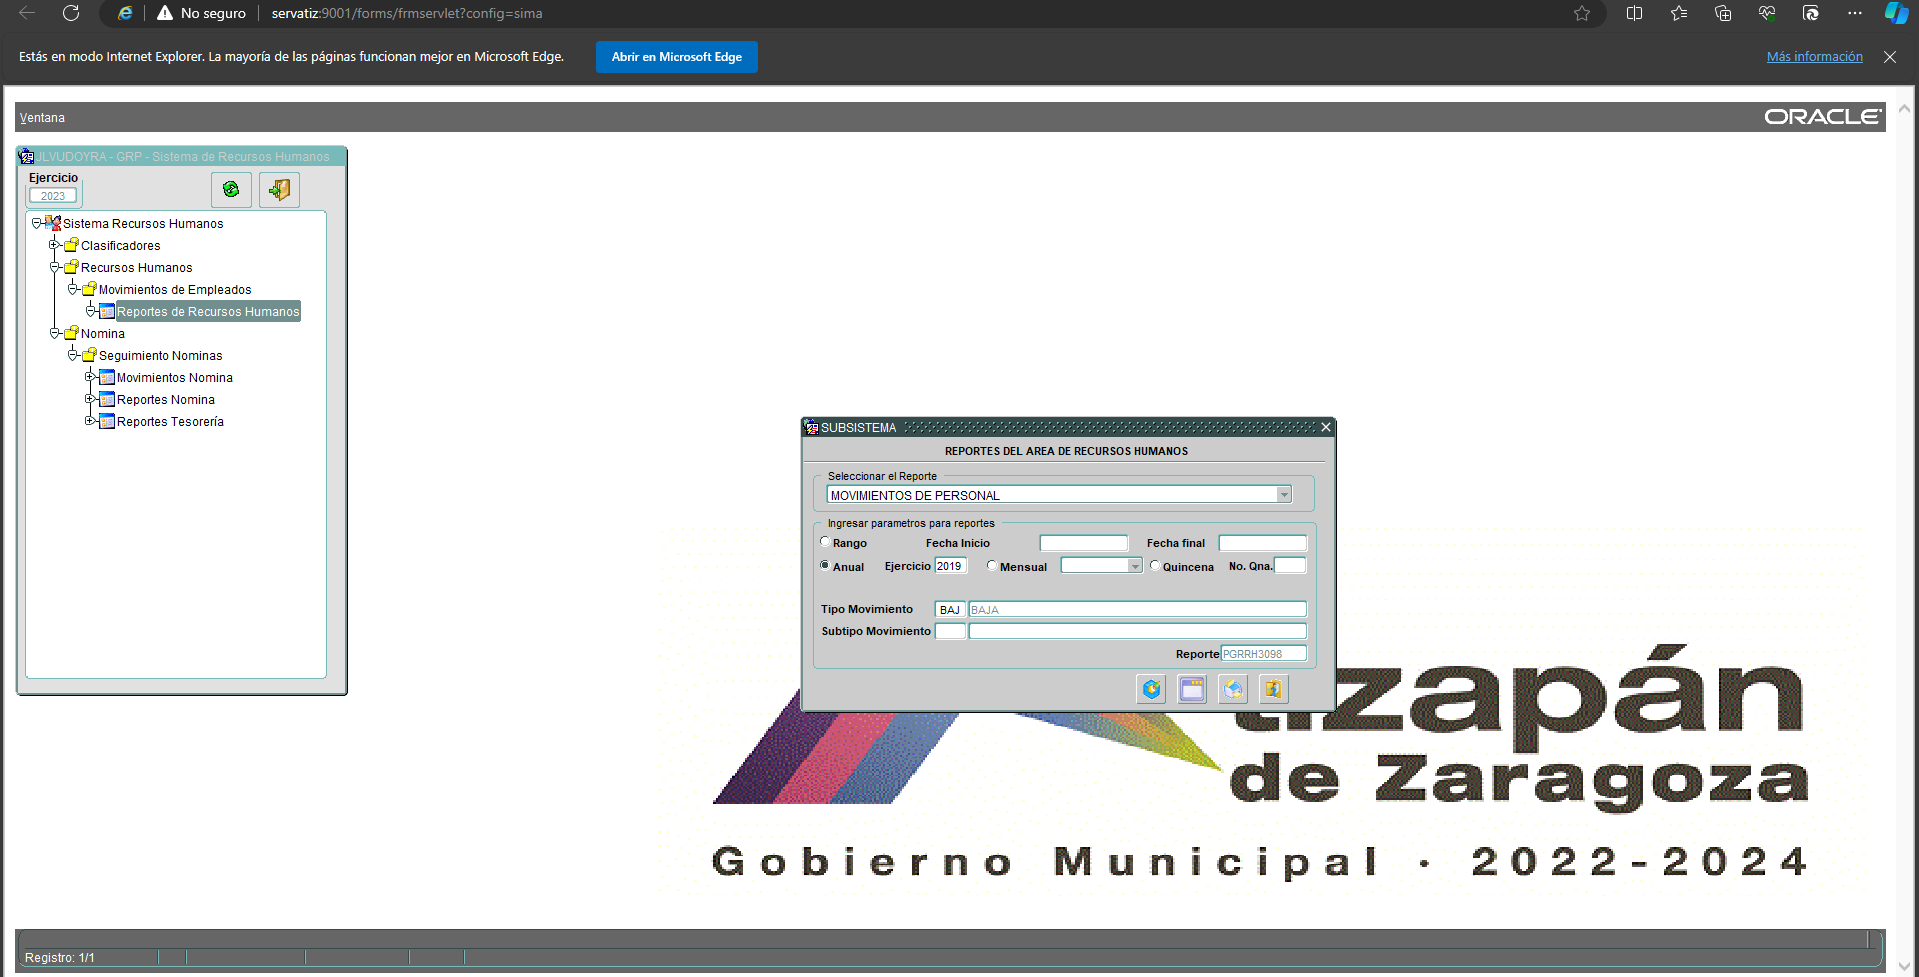 No seguro
servatiz:9001/forms/frmservlet?config=sima
Estás en modo Internet Explorer. La mayoría de las páginas funcionan mejor en Microsoft Edge.
Abrir en Microsoft Edge
Más información
Ventana
ORACLE
JLVUDOYRA - GRP - Sistema de Recursos Humanos
Ejercicio
2023
Sistema Recursos Humanos
Clasificadores
Recursos Humanos
Movimientos de Empleados
Reportes de Recursos Humanos
Nomina
Seguimiento Nominas
Movimientos Nomina
Reportes Nomina
Reportes Tesorería
SUBSISTEMA
REPORTES DEL AREA DE RECURSOS HUMANOS
Seleccionar el Reporte
MOVIMIENTOS DE PERSONAL
Ingresar parametros para reportes
Rango Fecha Inicio Fecha final
Anual Ejercicio 2019 Mensual Quincena No. Qna.
Tipo Movimiento BAJ BAJA
Subtipo Movimiento
Reporte PGRRH3098
tizapán
de Zaragoza
Gobierno Municipal · 2022-2024
Registro: 1/1